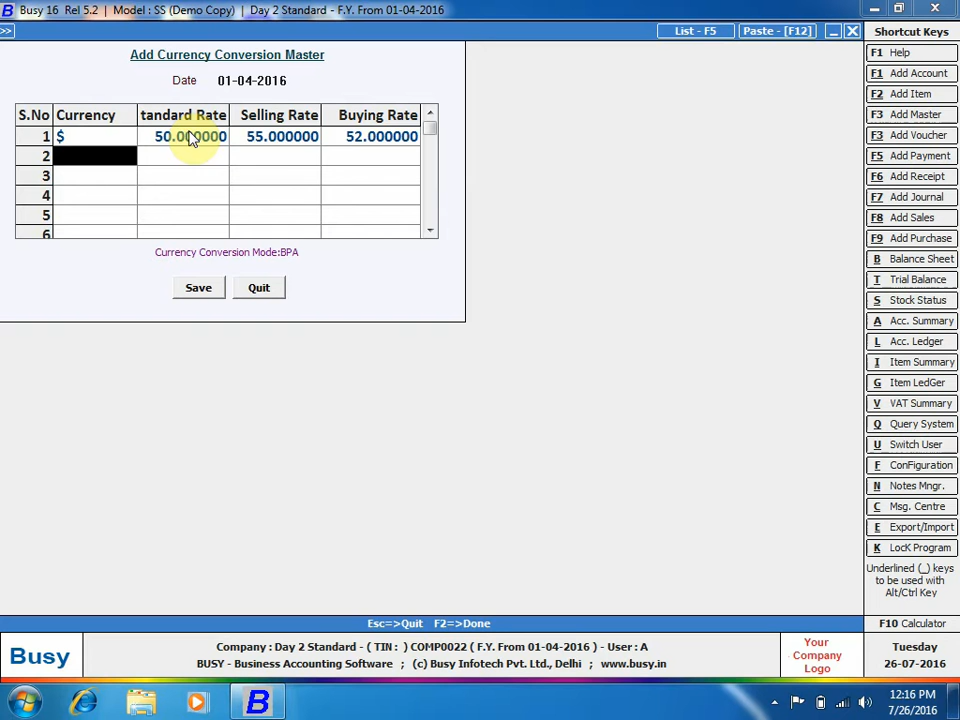 B Busy 16 Rel 5.2 | Model : SS (Demo Copy) | Day 2 Standard - F.Y. From 01-04-2016
>> List - F5 Paste - [F12]
Shortcut Keys
Add Currency Conversion Master
Date 01-04-2016
S.No Currency tandard Rate Selling Rate Buying Rate
1 $ 50.000000 55.000000 52.000000
2
3
4
5
6
Currency Conversion Mode:BPA
Save Quit
F1 Help
F1 Add Account
F2 Add Item
F3 Add Master
F3 Add Voucher
F5 Add Payment
F6 Add Receipt
F7 Add Journal
F8 Add Sales
F9 Add Purchase
B Balance Sheet
T Trial Balance
S Stock Status
A Acc. Summary
L Acc. Ledger
I Item Summary
G Item LedGer
V VAT Summary
Q Query System
U Switch User
F ConFiguration
N Notes Mngr.
C Msg. Centre
E Export/Import
K LocK Program
Underlined (_) keys
to be used with
Alt/Ctrl Key
Esc=>Quit F2=>Done
F10 Calculator
Busy
Company : Day 2 Standard - ( TIN : ) COMP0022 ( F.Y. From 01-04-2016 ) - User : A
BUSY - Business Accounting Software ; (c) Busy Infotech Pvt. Ltd., Delhi ; www.busy.in
Your
Company
Logo
Tuesday
26-07-2016
B
12:16 PM
7/26/2016